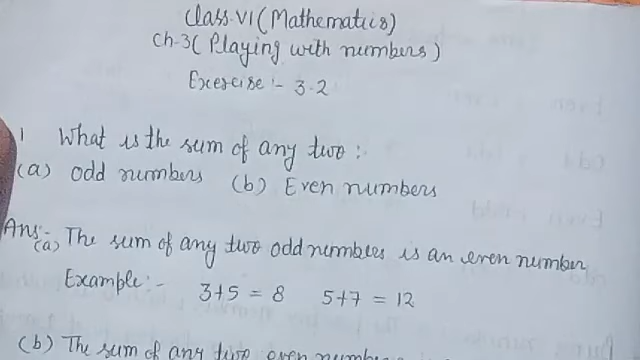 Class-VI (Mathematics)
Ch-3 (Playing with numbers)
Exercise :- 3.2
1 What is the sum of any two :
(a) odd numbers (b) Even numbers
Ans:- (a) The sum of any two odd numbers is an even number
Example :- 3+5 = 8 5+7 = 12
(b) The sum of any two even numbers